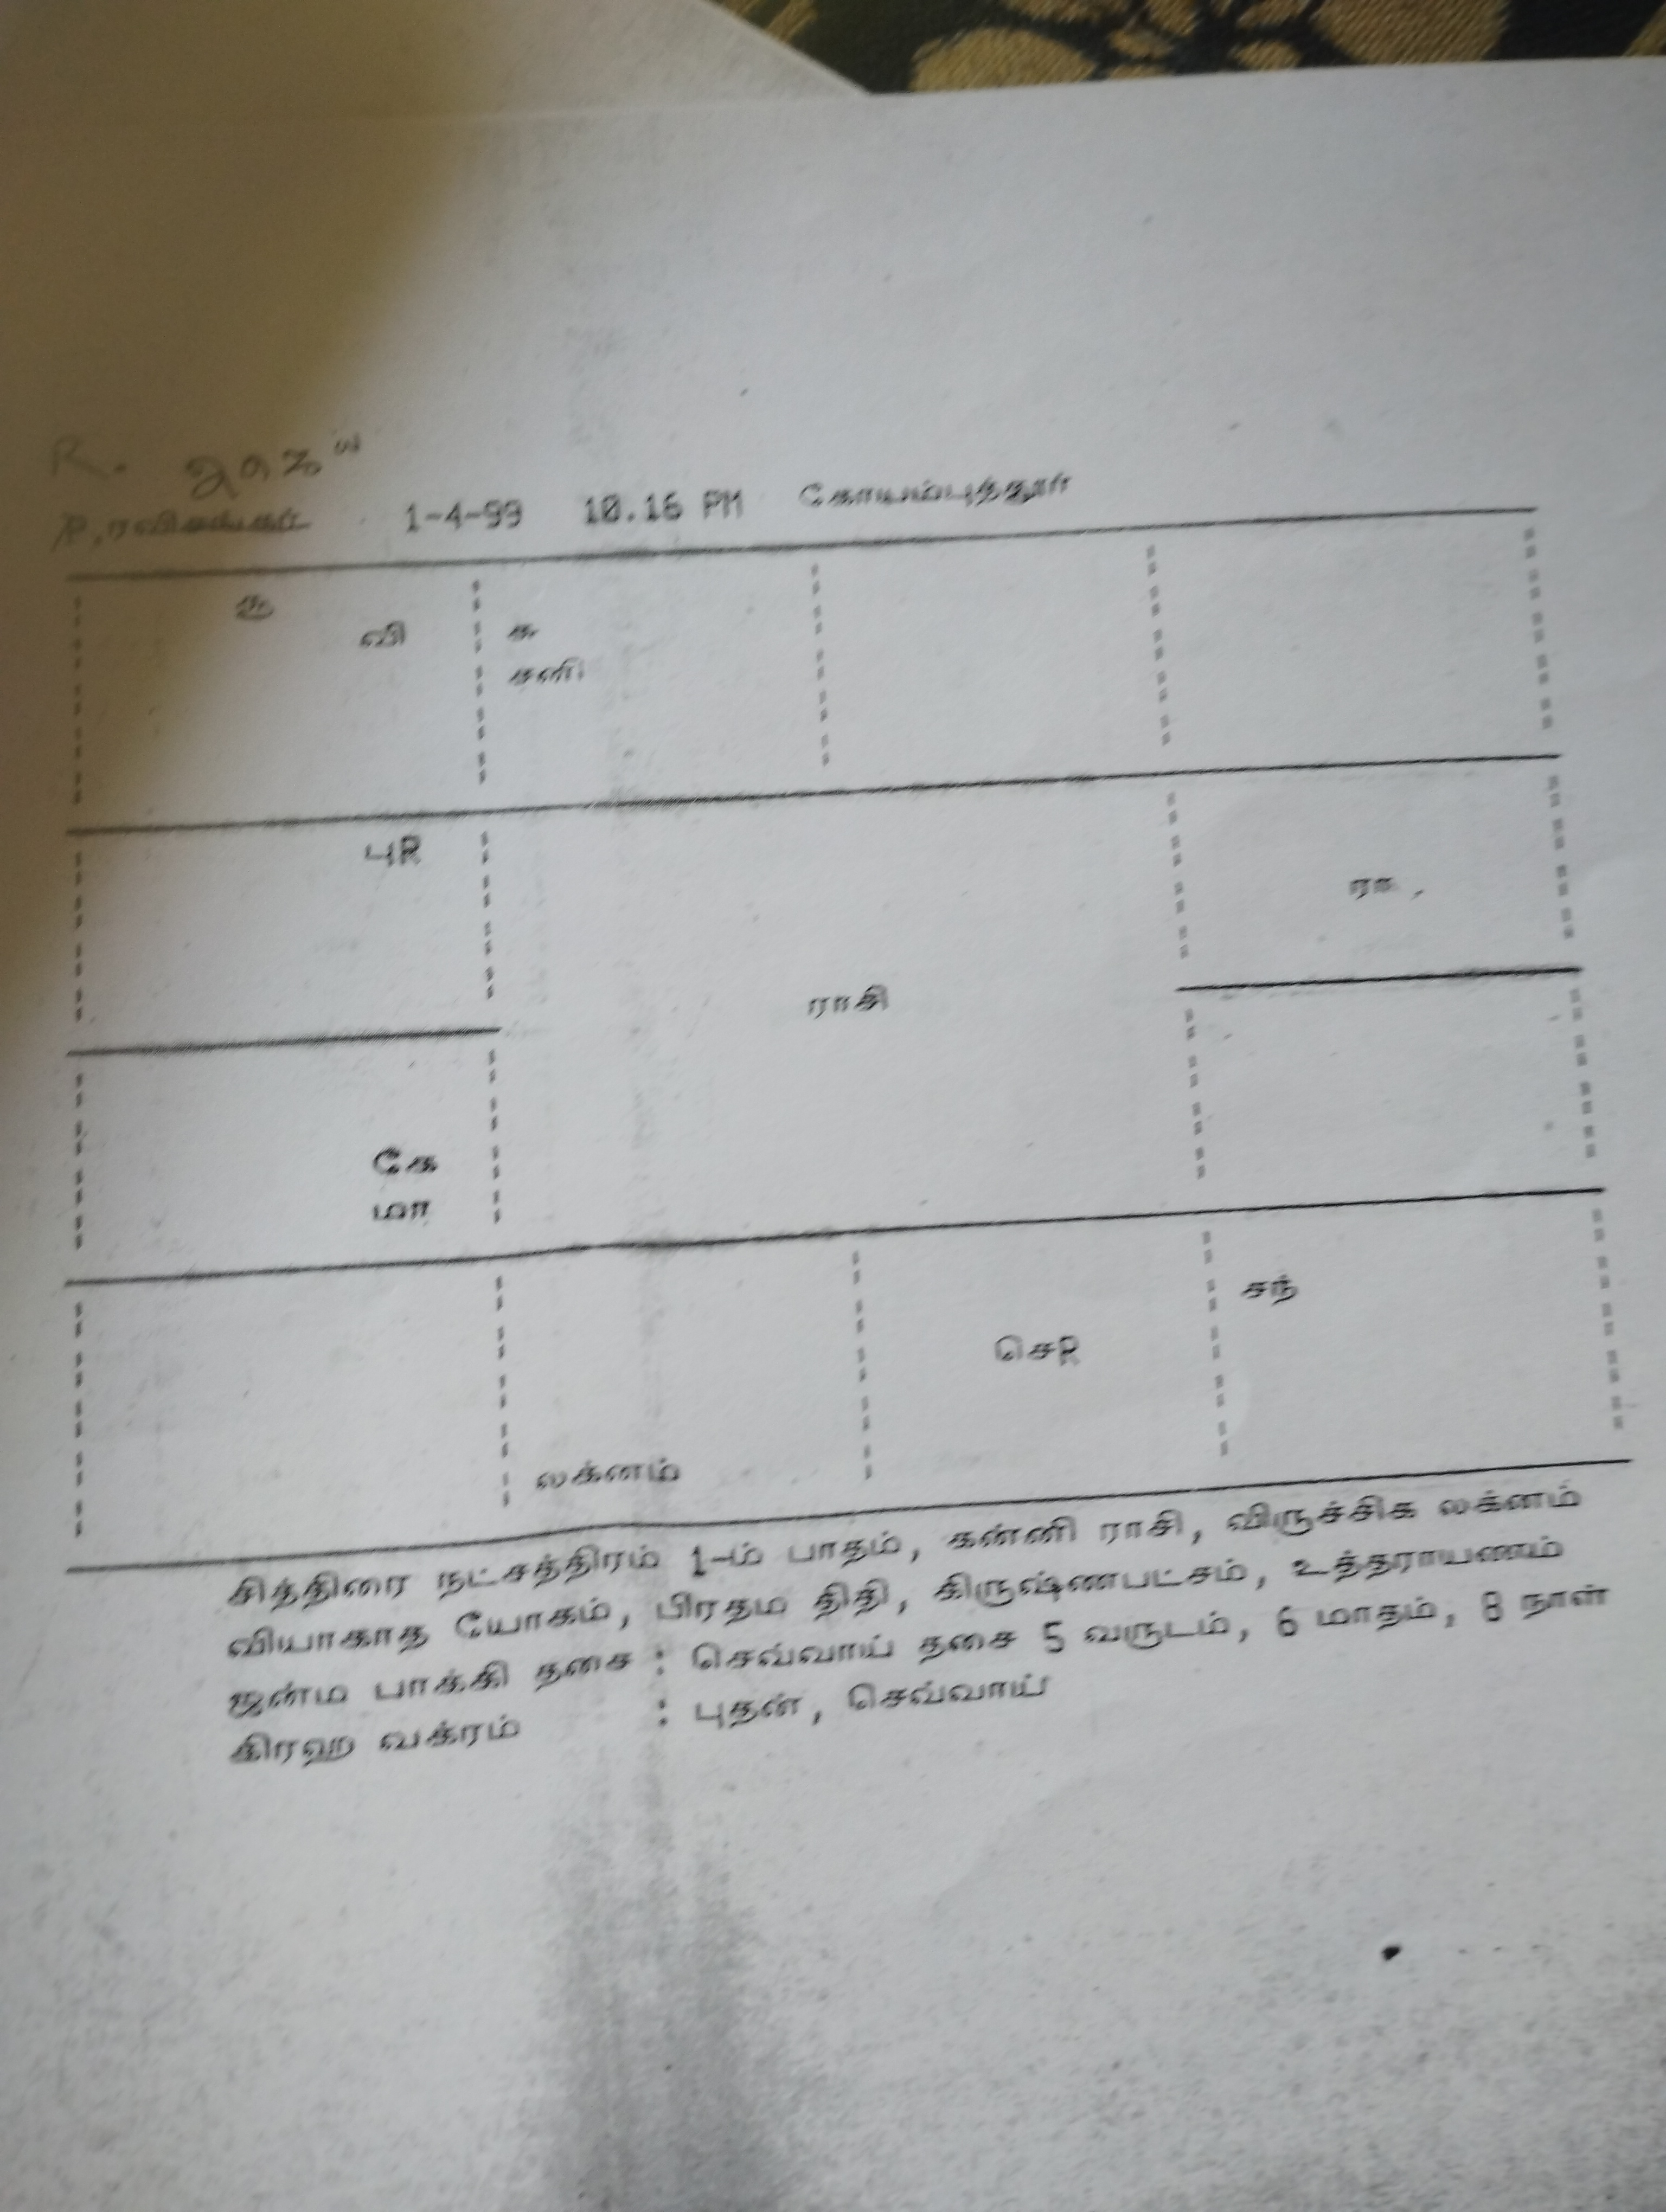 R.
1-4-99 10.16 PM கோயம்புத்தூர்
கு
வி
சு
சனி
புR
ரா
ராசி
கே
மா
சந்
செR
லக்னம்
சித்திரை நட்சத்திரம் 1-ம் பாதம், கன்னி ராசி, விருச்சிக லக்னம்
வியாகாத யோகம், பிரதம திதி, கிருஷ்ணபட்சம், உத்தராயணம்
ஜன்ம பாக்கி தசை : செவ்வாய் தசை 5 வருடம், 6 மாதம், 8 நாள்
கிரஹ வக்ரம் : புதன், செவ்வாய்